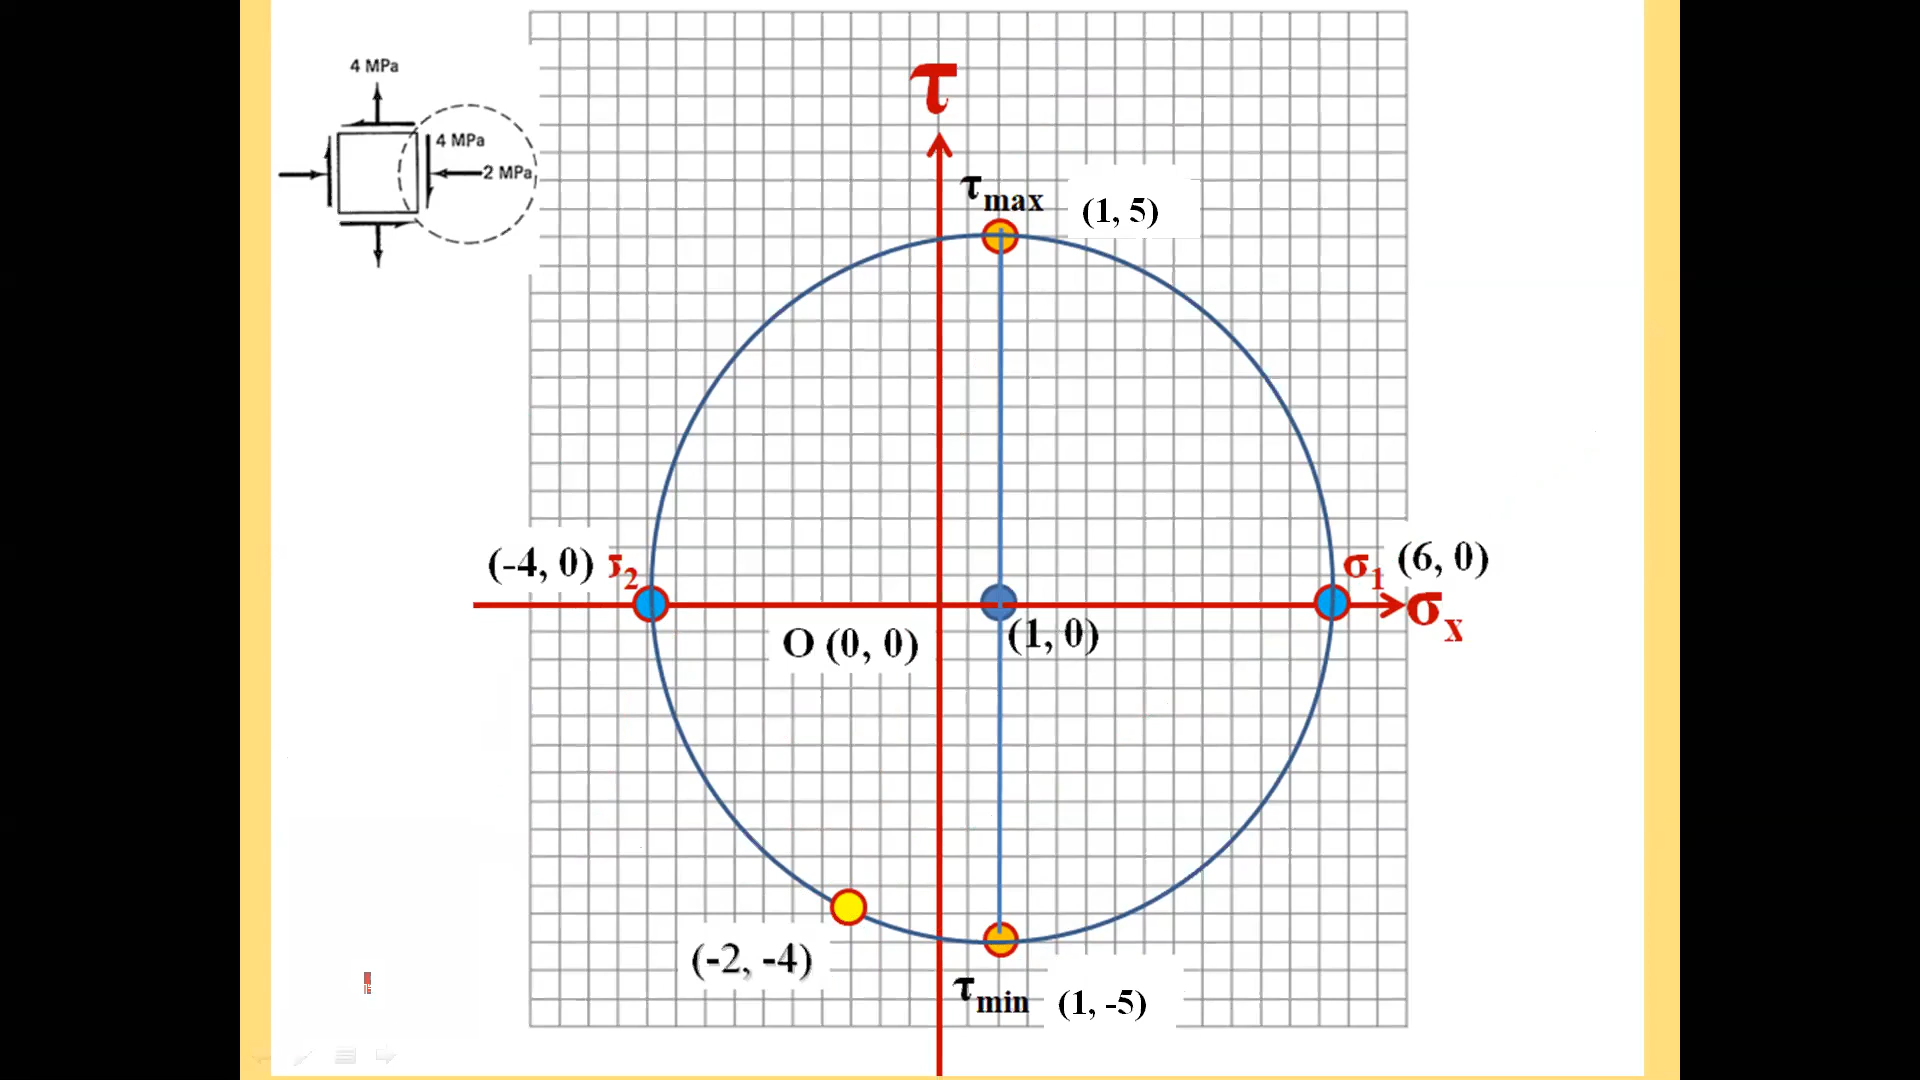 4 MPa
4 MPa
2 MPa
τ
τmax
(1, 5)
(-4, 0)
σ2
σ1
(6, 0)
σx
O (0, 0)
(1, 0)
(-2, -4)
τmin
(1, -5)